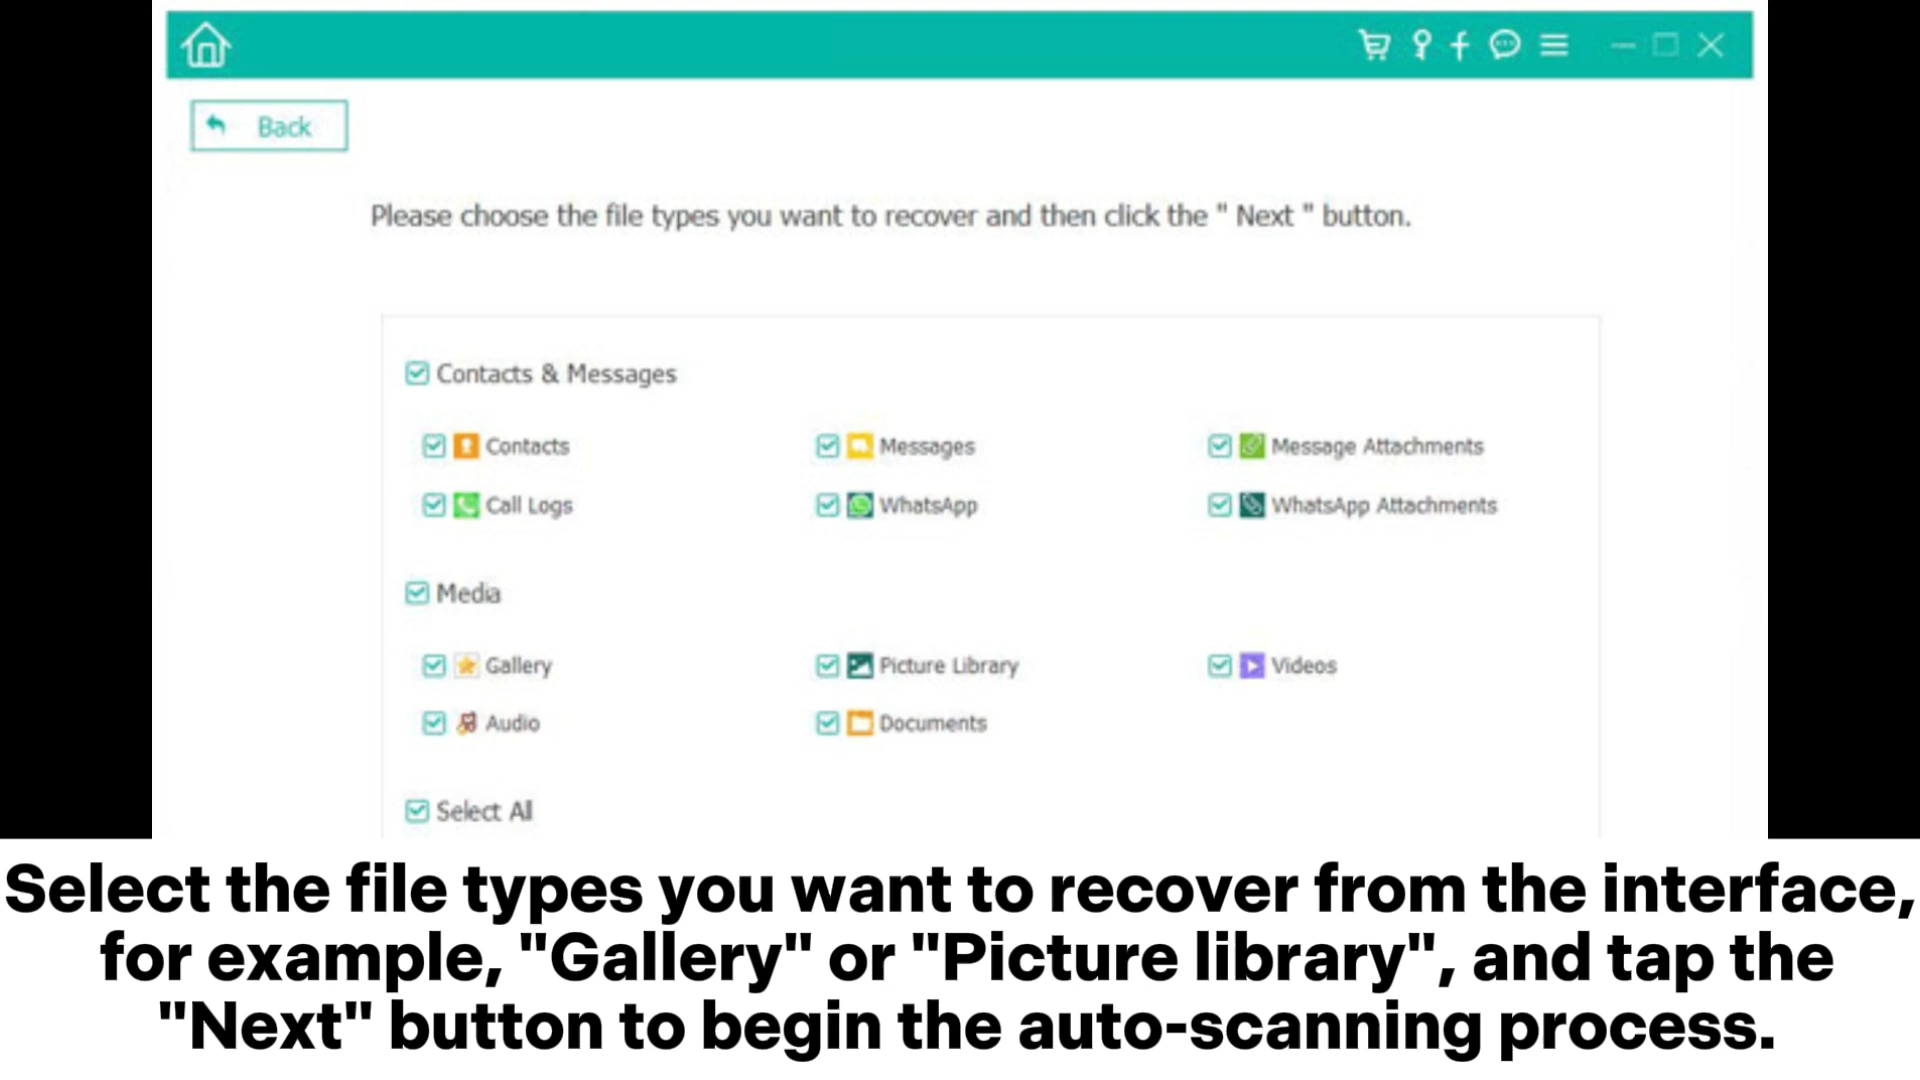 Back
Please choose the file types you want to recover and then click the " Next " button.
Contacts & Messages
Contacts Messages Message Attachments
Call Logs WhatsApp WhatsApp Attachments
Media
Gallery Picture Library Videos
Audio Documents
Select All
Select the file types you want to recover from the interface,
for example, "Gallery" or "Picture library", and tap the
"Next" button to begin the auto-scanning process.